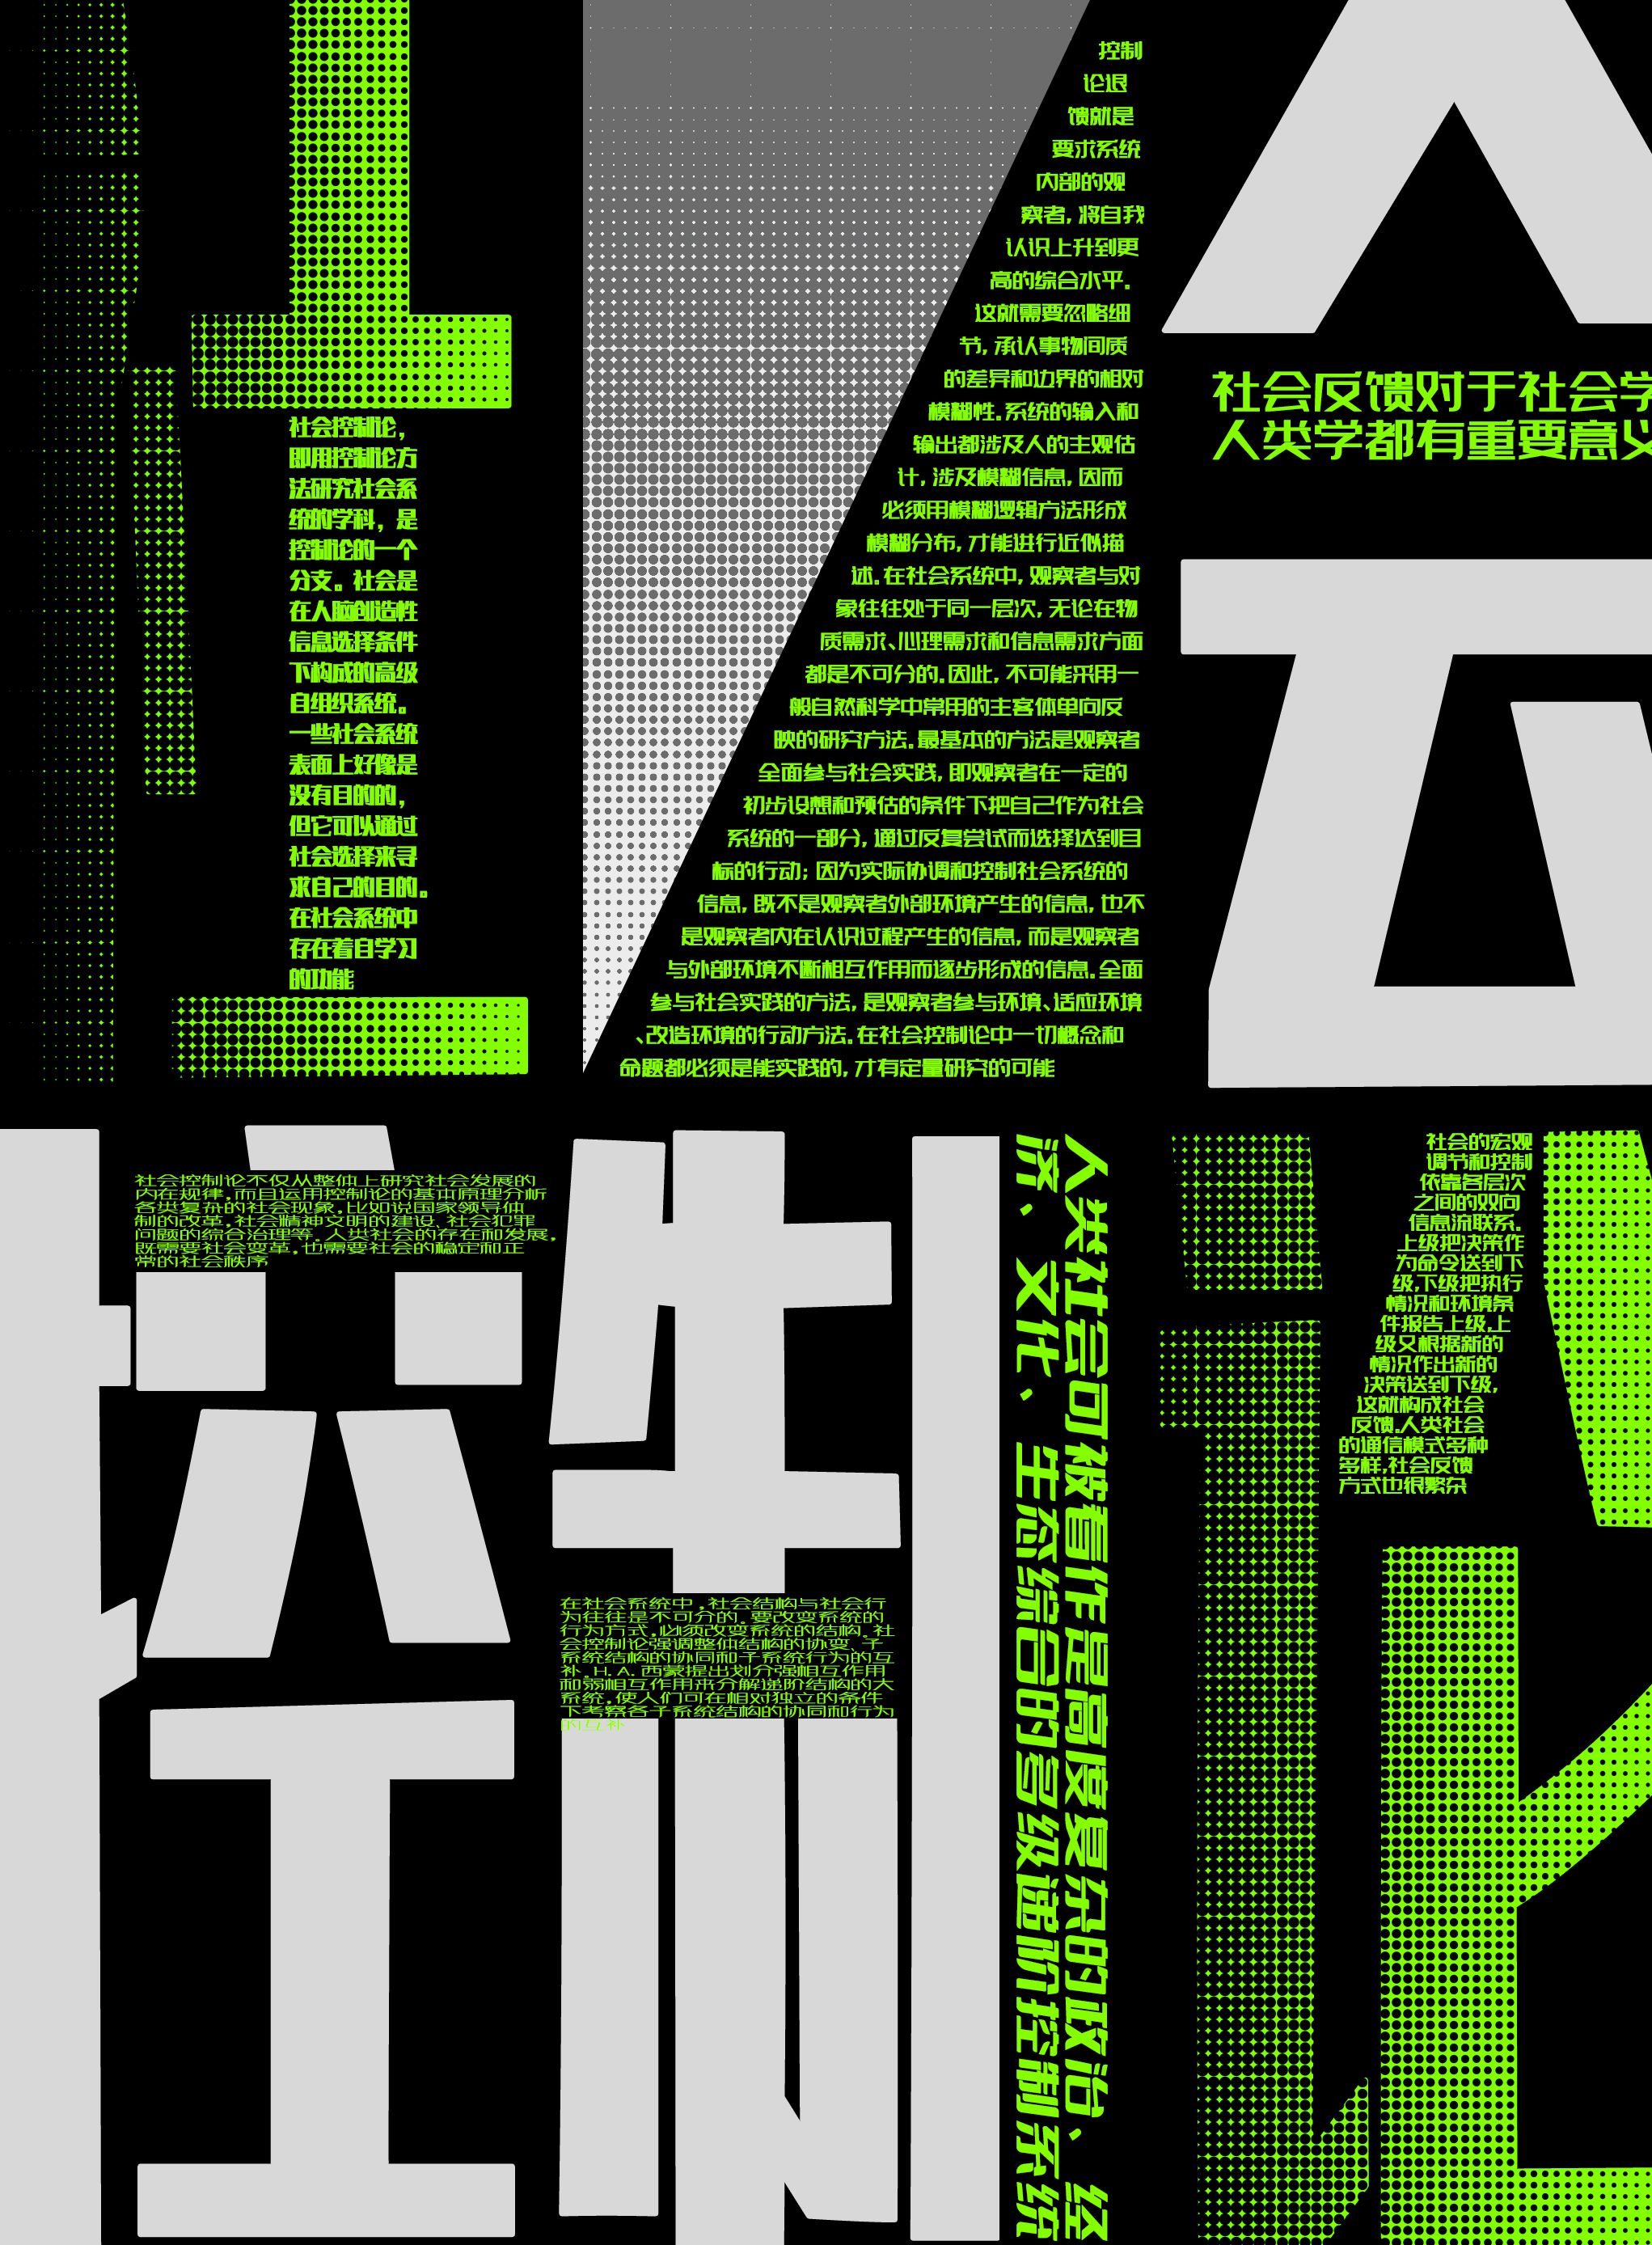 社
会
控
制
论
社会控制论，
即用控制论方
法研究社会系
统的学科，是
控制论的一个
分支。社会是
在人脑创造性
信息选择条件
下构成的高级
自组织系统。
一些社会系统
表面上好像是
没有目的的，
但它可以通过
社会选择来寻
求自己的目的。
在社会系统中
存在着自学习
的功能
控制
论退
馈就是
要求系统
内部的观
察者，将自我
认识上升到更
高的综合水平。
这就需要忽略细
节，承认事物间质
的差异和边界的相对
模糊性。系统的输入和
输出都涉及人的主观估
计，涉及模糊信息，因而
必须用模糊逻辑方法形成
模糊分布，才能进行近似描
述。在社会系统中，观察者与对
象往往处于同一层次，无论在物
质需求、心理需求和信息需求方面
都是不可分的。因此，不可能采用一
般自然科学中常用的主客体单向反
映的研究方法。最基本的方法是观察者
全面参与社会实践，即观察者在一定的
初步设想和预估的条件下把自己作为社会
系统的一部分，通过反复尝试而选择达到目
标的行动；因为实际协调和控制社会系统的
信息，既不是观察者外部环境产生的信息，也不
是观察者内在认识过程产生的信息，而是观察者
与外部环境不断相互作用而逐步形成的信息。全面
参与社会实践的方法，是观察者参与环境、适应环境
、改造环境的行动方法。在社会控制论中一切概念和
命题都必须是能实践的，才有定量研究的可能
社会反馈对于社会学
人类学都有重要意义
社会控制论不仅从整体上研究社会发展的
内在规律，而且运用控制论的基本原理分析
各类复杂的社会现象，比如说国家领导体
制的改革，社会精神文明的建设、社会犯罪
问题的综合治理等。人类社会的存在和发展，
既需要社会变革，也需要社会的稳定和正
常的社会秩序
在社会系统中，社会结构与社会行
为往往是不可分的。要改变系统的
行为方式，必须改变系统的结构。社
会控制论强调整体结构的协变、子
系统结构的协同和子系统行为的互
补。H. A. 西蒙提出划分强相互作用
和弱相互作用来分解递阶结构的大
系统，使人们可在相对独立的条件
下考察各子系统结构的协同和行为
的互补
人类社会可被看作是高度复杂的政治、经
济、文化、生态综合的多级递阶控制系统
社会的宏观
调节和控制
依靠各层次
之间的双向
信息流联系。
上级把决策作
为命令送到下
级，下级把执行
情况和环境条
件报告上级，上
级又根据新的
情况作出新的
决策送到下级，
这就构成社会
反馈。人类社会
的通信模式多种
多样，社会反馈
方式也很繁杂